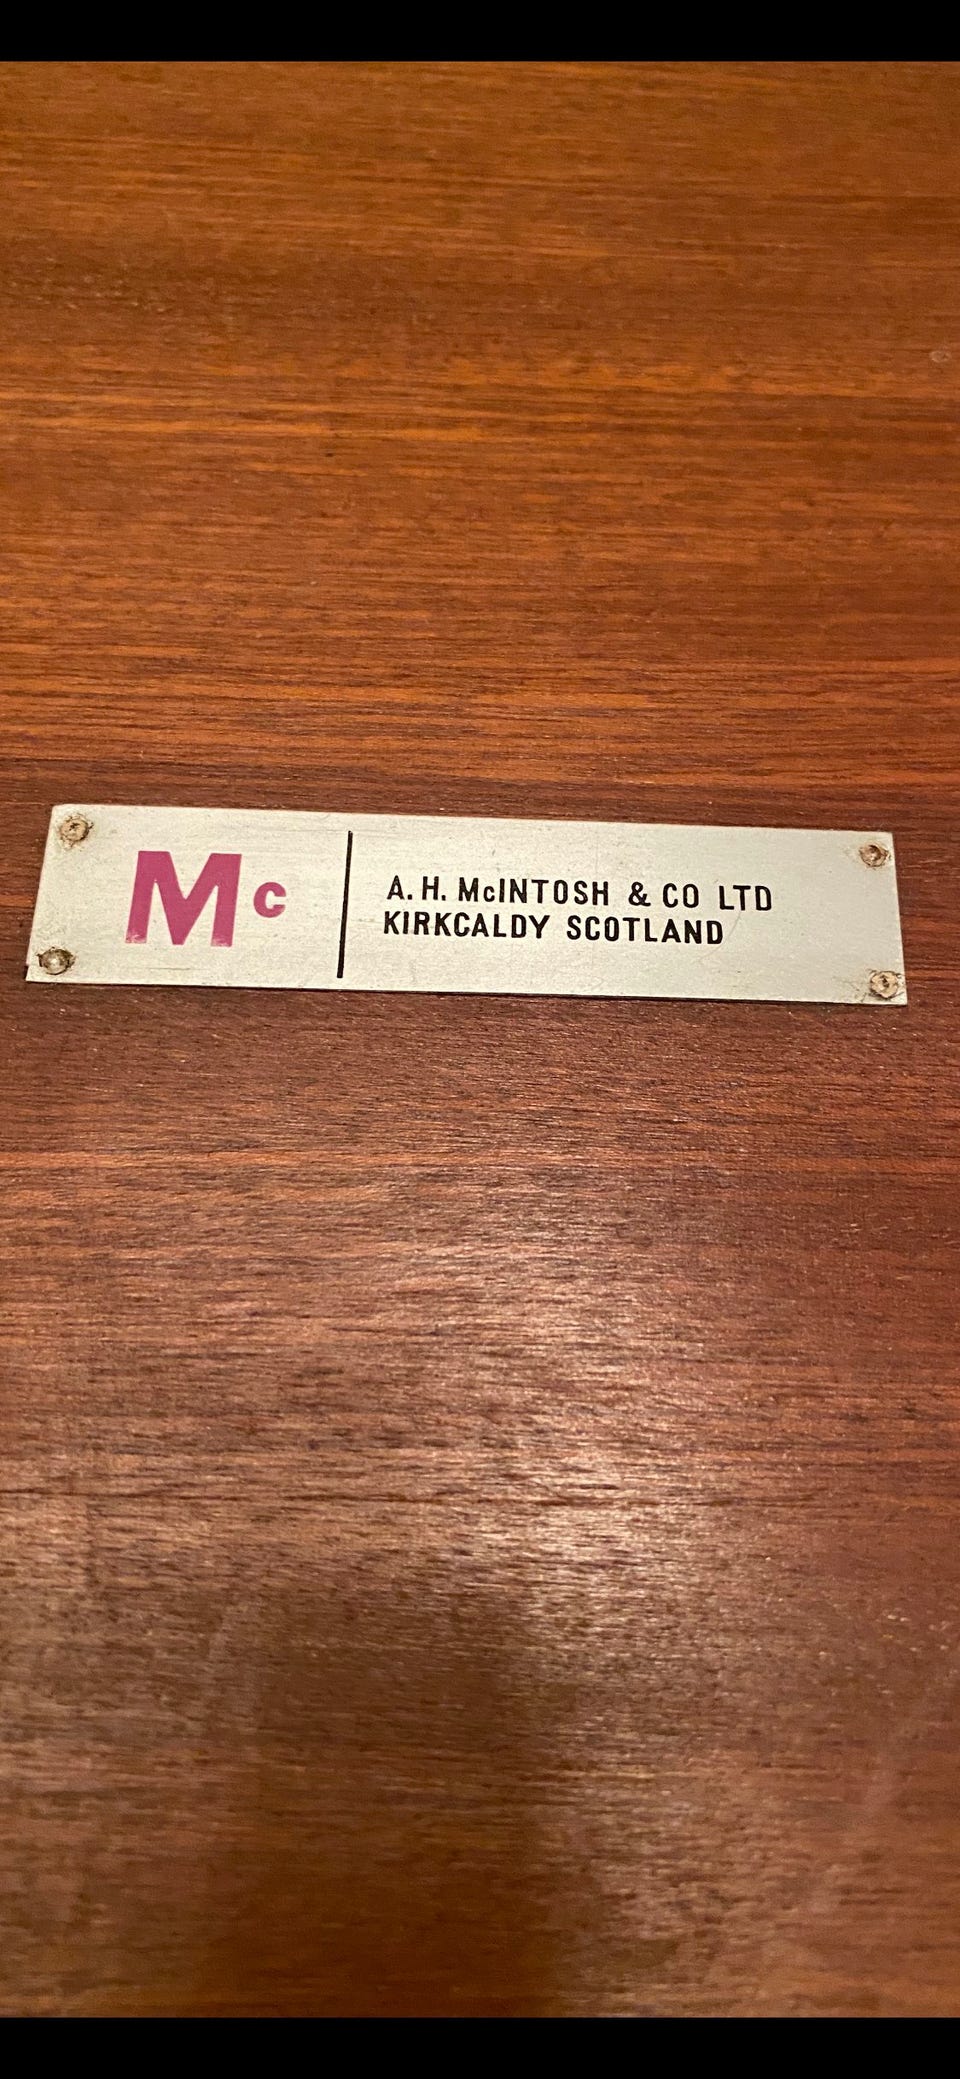 Mc
A. H. McINTOSH & CO LTD
KIRKCALDY SCOTLAND